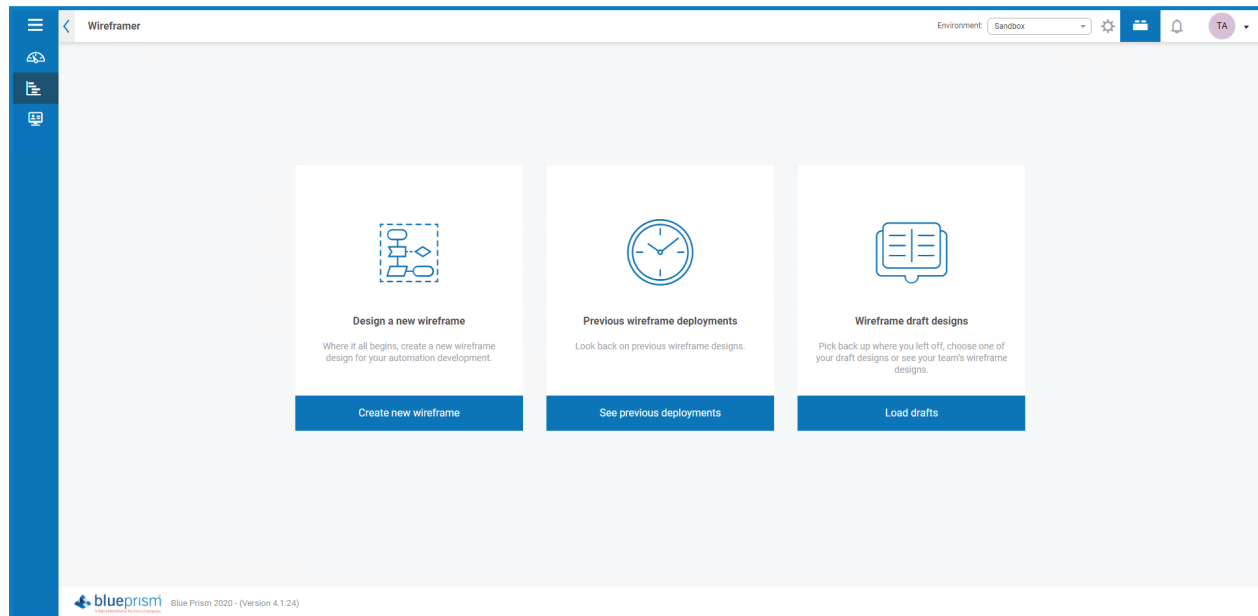 Wireframer
Environment: Sandbox
TA
Design a new wireframe
Where it all begins, create a new wireframe
design for your automation development.
Create new wireframe
Previous wireframe deployments
Look back on previous wireframe designs.
See previous deployments
Wireframe draft designs
Pick back up where you left off, choose one of
your draft designs or see your team's wireframe
designs.
Load drafts
blueprism
Blue Prism 2020 - (Version 4.1.24)